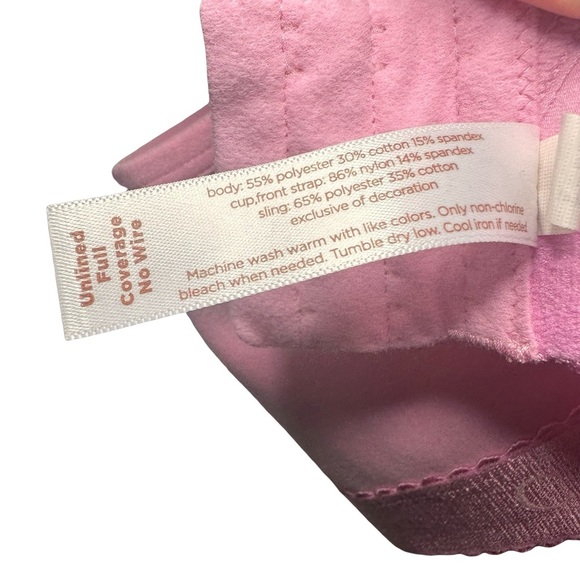 Unlined
Full
Coverage
No Wire
body: 55% polyester 30% cotton 15% spandex
cup,front strap: 86% nylon 14% spandex
sling: 65% polyester 35% cotton
exclusive of decoration
Machine wash warm with like colors. Only non-chlorine
bleach when needed. Tumble dry low. Cool iron if needed.